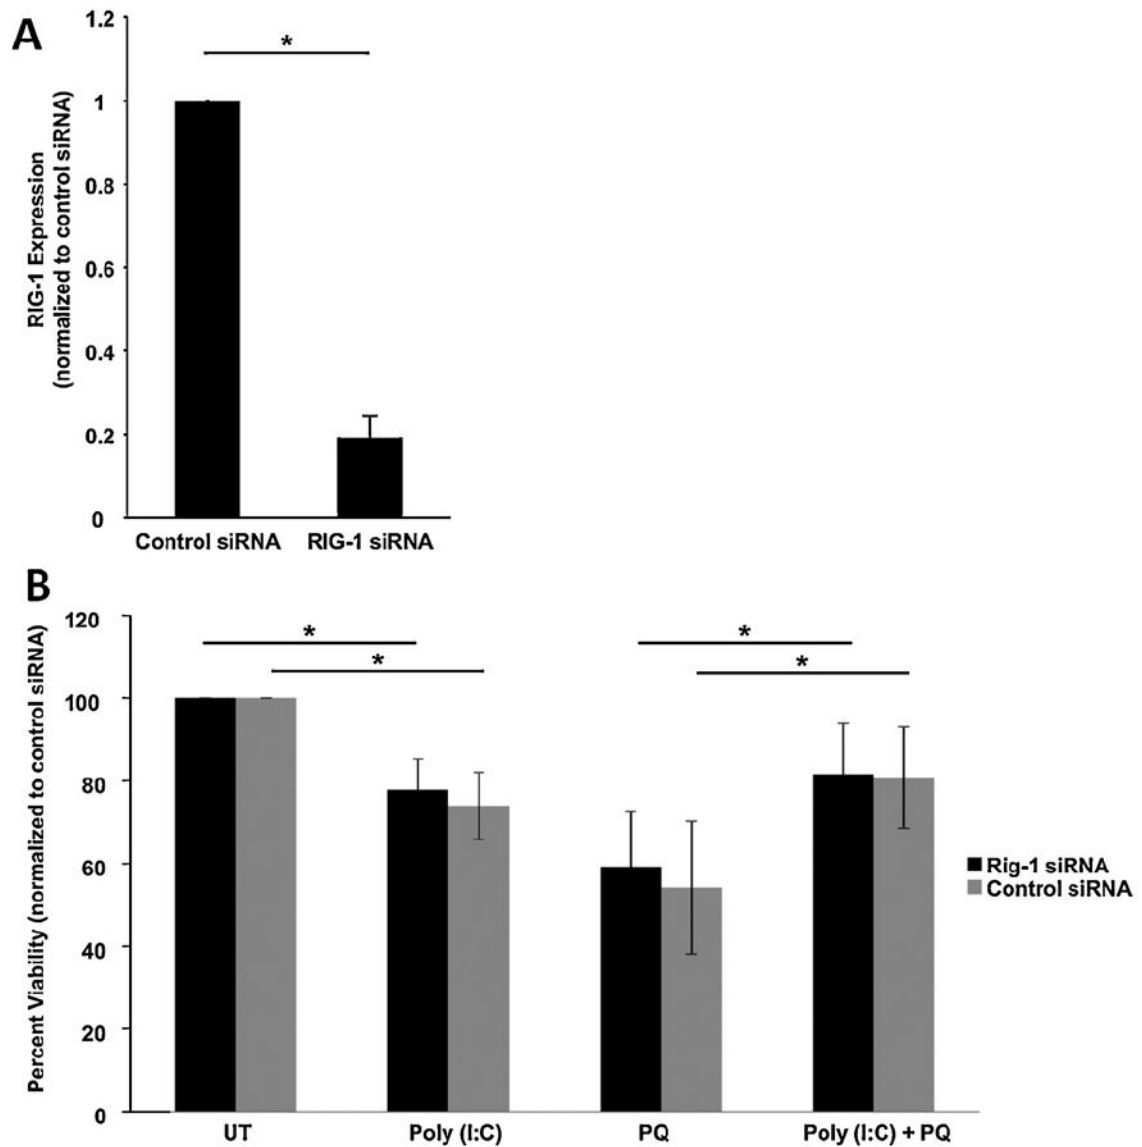 A
RIG-1 Expression
(normalized to control siRNA)
1.2
1
0.8
0.6
0.4
0.2
0
*
Control siRNA RIG-1 siRNA
B
Percent Viability (normalized to control siRNA)
120
100
80
60
40
20
0
* *
* *
Rig-1 siRNA
Control siRNA
UT Poly (I:C) PQ Poly (I:C) + PQ